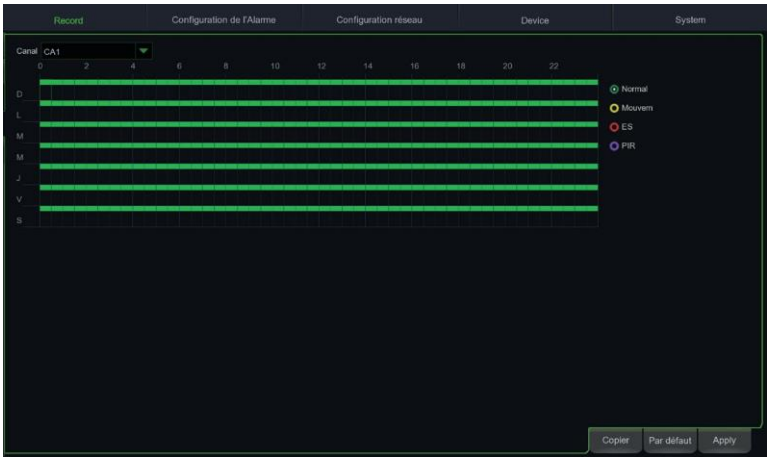 Record Configuration de l'Alarme Configuration réseau Device System
Canal CA1
0 2 4 6 8 10 12 14 16 18 20 22
Normal
D
Mouvem
L
ES
M
PIR
M
J
V
S
Copier Par défaut Apply